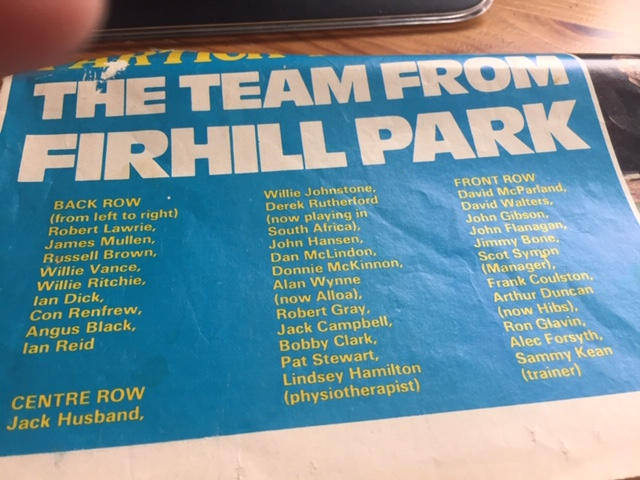 THE TEAM FROM
FIRHILL PARK
BACK ROW
(from left to right)
Robert Lawrie,
James Mullen,
Russell Brown,
Willie Vance,
Willie Ritchie,
Ian Dick,
Con Renfrew,
Angus Black,
Ian Reid
CENTRE ROW
Jack Husband,
Willie Johnstone,
Derek Rutherford
(now playing in
South Africa),
John Hansen,
Dan McLindon,
Donnie McKinnon,
Alan Wynne
(now Alloa),
Robert Gray,
Jack Campbell,
Bobby Clark,
Pat Stewart,
Lindsey Hamilton
(physiotherapist)
FRONT ROW
David McParland,
David Walters,
John Gibson,
John Flanagan,
Jimmy Bone,
Scot Symon
(Manager),
Frank Coulston,
Arthur Duncan
(now Hibs),
Ron Glavin,
Alec Forsyth,
Sammy Kean
(trainer)